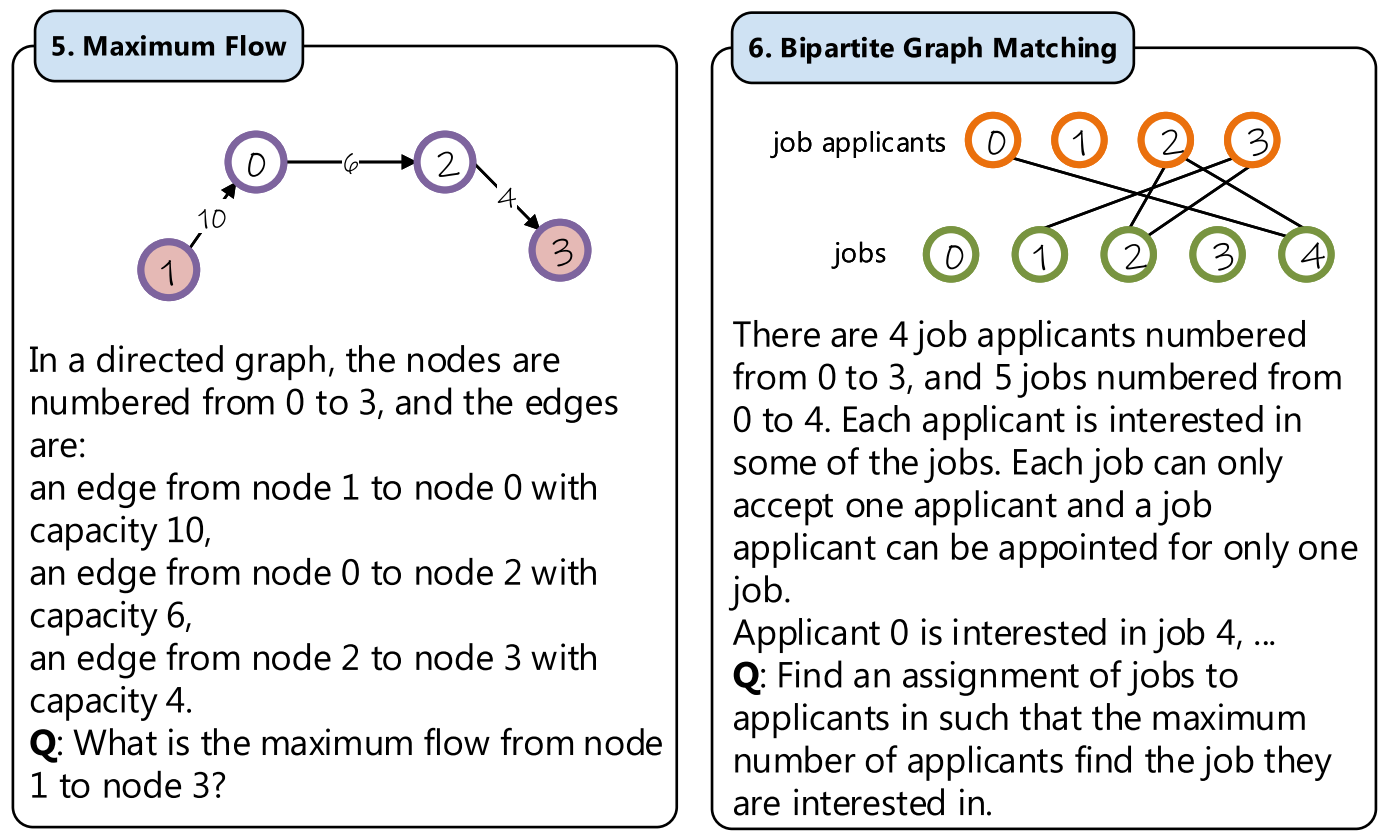 5. Maximum Flow
0
6
2
10
4
1
3
In a directed graph, the nodes are
numbered from 0 to 3, and the edges
are:
an edge from node 1 to node 0 with
capacity 10,
an edge from node 0 to node 2 with
capacity 6,
an edge from node 2 to node 3 with
capacity 4.
Q: What is the maximum flow from node
1 to node 3?
6. Bipartite Graph Matching
job applicants 0 1 2 3
jobs 0 1 2 3 4
There are 4 job applicants numbered
from 0 to 3, and 5 jobs numbered from
0 to 4. Each applicant is interested in
some of the jobs. Each job can only
accept one applicant and a job
applicant can be appointed for only one
job.
Applicant 0 is interested in job 4, ...
Q: Find an assignment of jobs to
applicants in such that the maximum
number of applicants find the job they
are interested in.